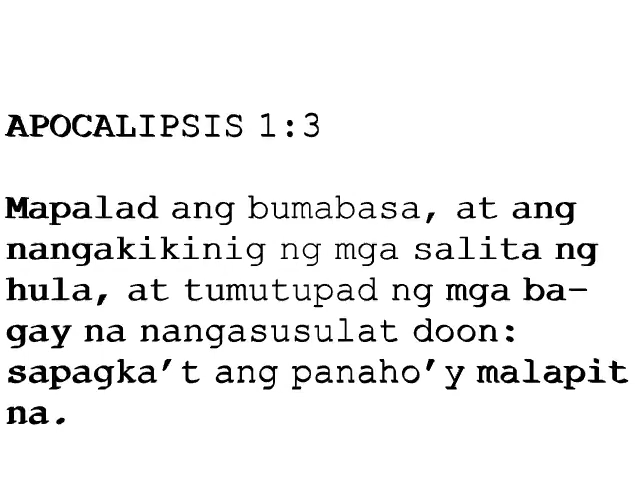 APOCALIPSIS 1:3
Mapalad ang bumabasa, at ang
nangakikinig ng mga salita ng
hula, at tumutupad ng mga ba-
gay na nangasusulat doon:
sapagka't ang panaho'y malapit
na.